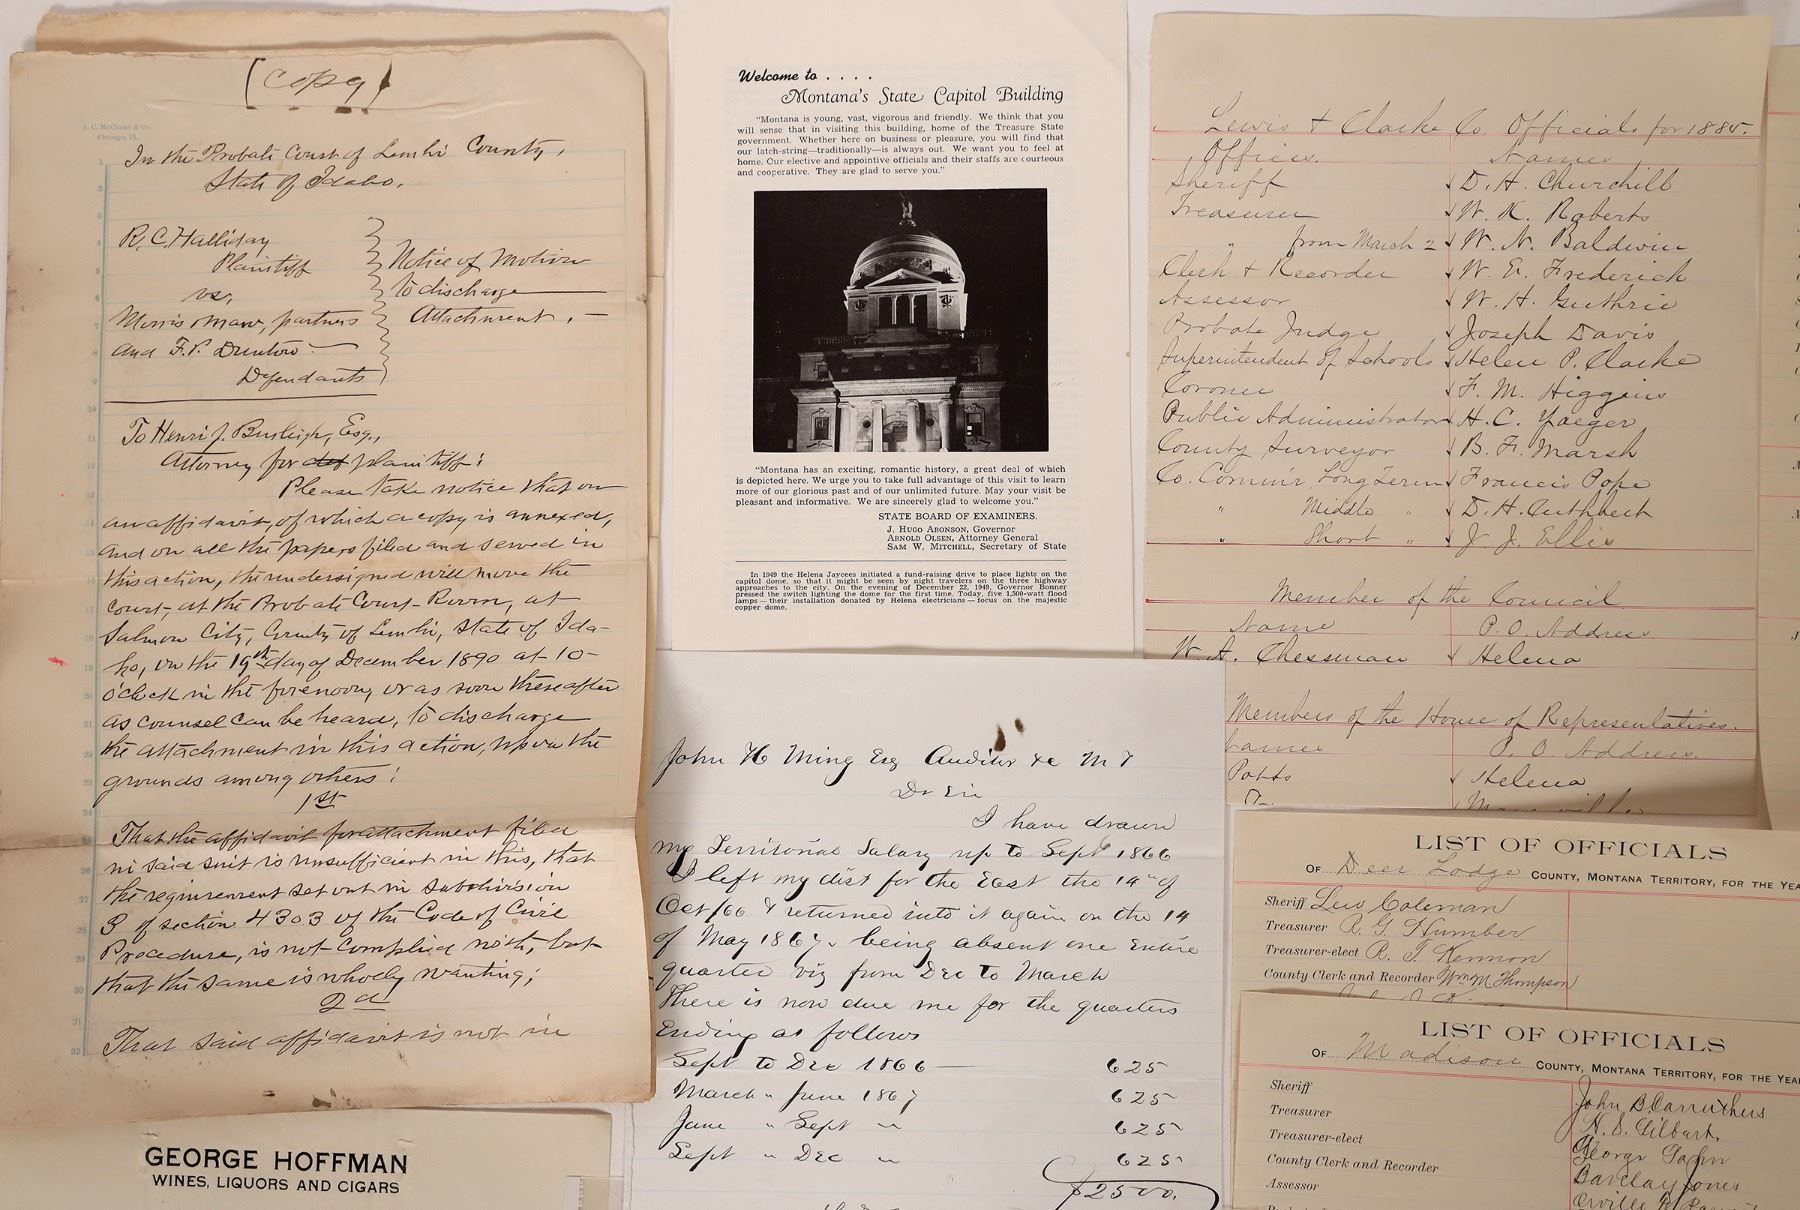 (Copy)
A. C. McClurg & Co.
Chicago, Ill.
In the Probate Court of Lemhi County,
State of Idaho.
R. C. Halliday
Plaintiff
vs,
partners
and F. P.
Defendants
Notice of Motion
to discharge
Attachment. —
To Henri J. Burleigh, Esq.,
Attorney for plaintiff:
Please take notice that on
an affidavit, of which a copy is annexed,
and on all the papers filed and served in
this action, the undersigned will move the
court, at the Probate Court Room, at
Salmon City, County of Lemhi, State of Ida-
ho, on the 19th day of December 1890 at 10-
o'clock in the forenoon, or as soon thereafter
as counsel can be heard, to discharge
the attachment in this action, upon the
grounds among others:
1st
That the affidavit for attachment filed
in said suit is insufficient in this, that
the requirement set out in subdivision
3 of section 4303 of the Code of Civil
Procedure, is not complied with, but
that the same is wholly wanting;
2d
That said affidavit is not in
GEORGE HOFFMAN
WINES, LIQUORS AND CIGARS
Welcome to . . . .
Montana's State Capitol Building
"Montana is young, vast, vigorous and friendly. We think that you
will sense that in visiting this building, home of the Treasure State
government. Whether here on business or pleasure, you will find that
our latch-string—traditionally—is always out. We want you to feel at
home. Our elective and appointive officials and their staffs are courteous
and cooperative. They are glad to serve you."
"Montana has an exciting, romantic history, a great deal of which
is depicted here. We urge you to take full advantage of this visit to learn
more of our glorious past and of our unlimited future. May your visit be
pleasant and informative. We are sincerely glad to welcome you."
STATE BOARD OF EXAMINERS.
J. Hugo Aronson, Governor
Arnold Olsen, Attorney General
Sam W. Mitchell, Secretary of State
In 1949 the Helena Jaycees initiated a fund-raising drive to place lights on the
capitol dome, so that it might be seen by night travelers on the three highway
approaches to the city. On the evening of December 22, 1949, Governor Bonner
pressed the switch lighting the dome for the first time. Today, five 1,500-watt flood
lamps—their installation donated by Helena electricians—focus on the majestic
copper dome.
John H Ming Esq Auditor &c M T
Dr Sir
I have drawn
my Territorial Salary up to Sept 1866
I left my dist for the East the 14" of
Oct/66 & returned into it again on the 14
of May 1867. being absent one entire
quarter viz from Dec to March
There is now due me for the quarters
Ending as follows
Sept to Dec 1866 — 625
March " June 1867 625
June " Sept " 625
Sept " Dec " 625
$2500.
Lewis & Clarke Co. Officials for 1885.
Offices. Names
Sheriff D. H. Churchill
Treasurer W. K. Roberts
" from March 2 W. N. Baldwin
Clerk & Recorder W. E. Frederick
Assessor W. H. Guthrie
Probate Judge Joseph Davis
Superintendent of Schools Helen P. Clarke
Coroner F. M. Higgins
Public Administrator H. C. Yaeger
County Surveyor B. F. Marsh
Co. Commr. Long Term Francis Pope
" Middle " D. H. Cuthbert
" Short " J. J. Ellis
Member of the Council
Name P. O. Address
W. A. Chessman Helena
Members of the House of Representatives.
Names P. O. Address.
Potts Helena
LIST OF OFFICIALS
OF Deer Lodge COUNTY, MONTANA TERRITORY, FOR THE YEA
Sheriff Lew Coleman
Treasurer R. G. Humber
Treasurer-elect R. T. Kennon
County Clerk and Recorder Wm M Thompson
LIST OF OFFICIALS
OF Madison COUNTY, MONTANA TERRITORY, FOR THE YEA
Sheriff John B. Carruthers
Treasurer H. S. Gilbert.
Treasurer-elect George Gohn
County Clerk and Recorder Barclay Jones
Assessor Orville